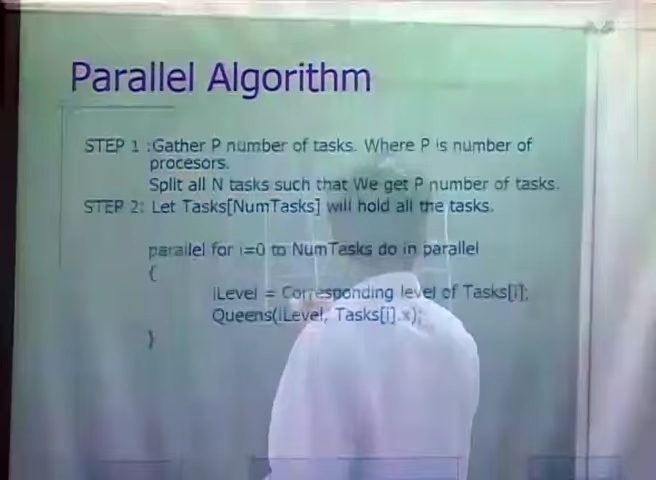 Parallel Algorithm
STEP 1 :Gather P number of tasks. Where P is number of
procesors.
Split all N tasks such that We get P number of tasks.
STEP 2: Let Tasks[NumTasks] will hold all the tasks.
parallel for i=0 to NumTasks do in parallel
{
iLevel = Corresponding level of Tasks[i];
Queens(iLevel, Tasks[i].x);
}